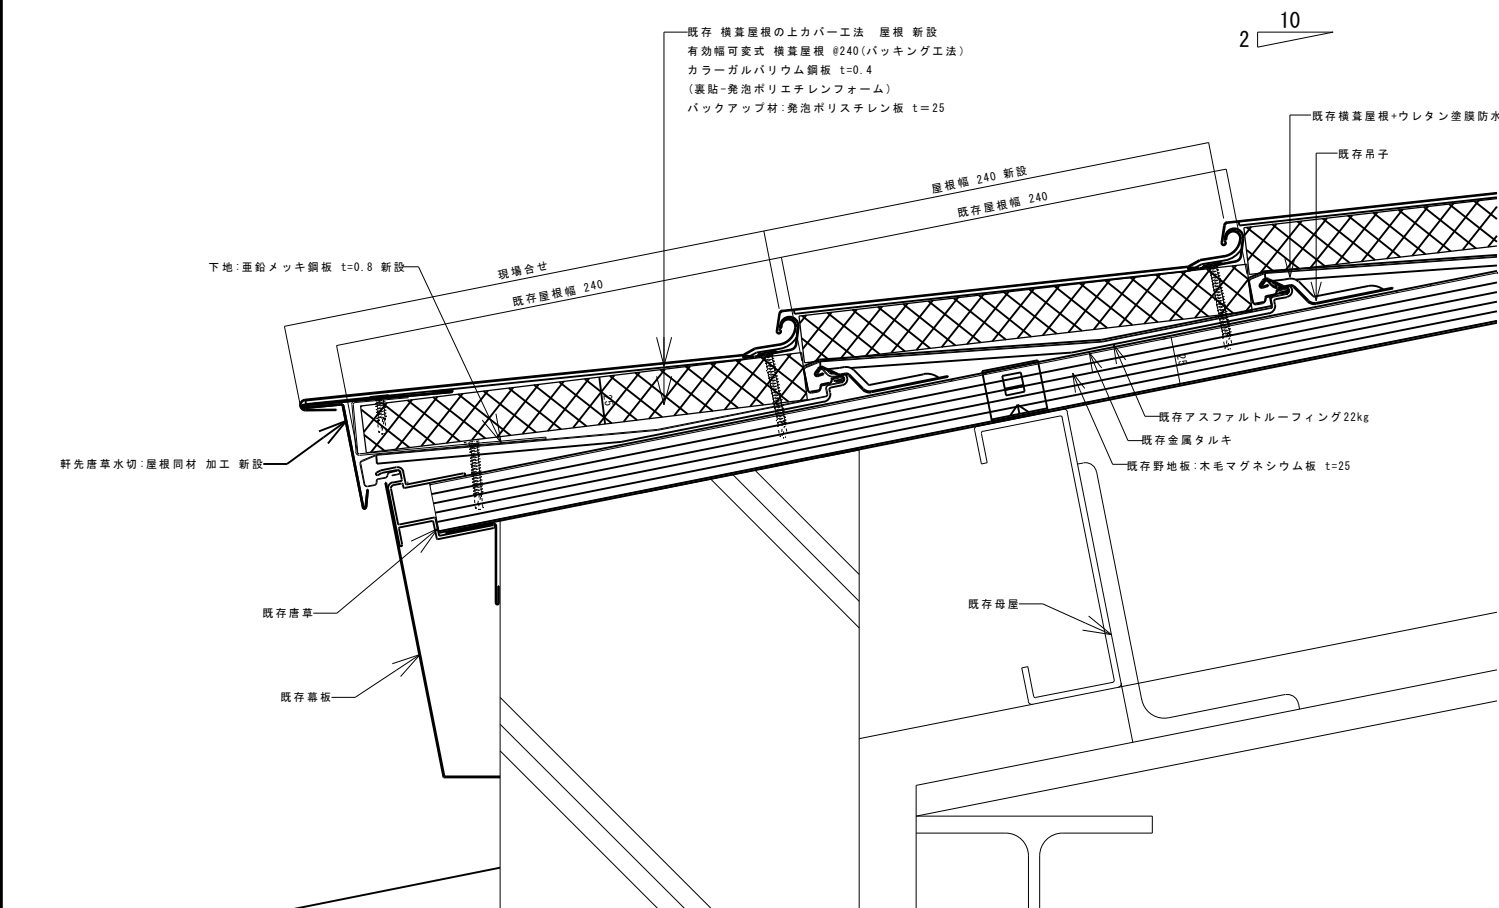 既存 横葺屋根の上カバー工法 屋根 新設
有効幅可変式 横葺屋根 @240(バッキング工法)
カラーガルバリウム鋼板 t=0.4
(裏貼-発泡ポリエチレンフォーム)
バックアップ材:発泡ポリスチレン板 t=25
10
2
既存横葺屋根+ウレタン塗膜防水
既存吊子
屋根幅 240 新設
既存屋根幅 240
現場合せ
既存屋根幅 240
下地:亜鉛メッキ鋼板 t=0.8 新設
25
25
軒先唐草水切:屋根同材 加工 新設
既存アスファルトルーフィング22kg
既存金属タルキ
既存野地板:木毛マグネシウム板 t=25
既存唐草
既存母屋
既存幕板